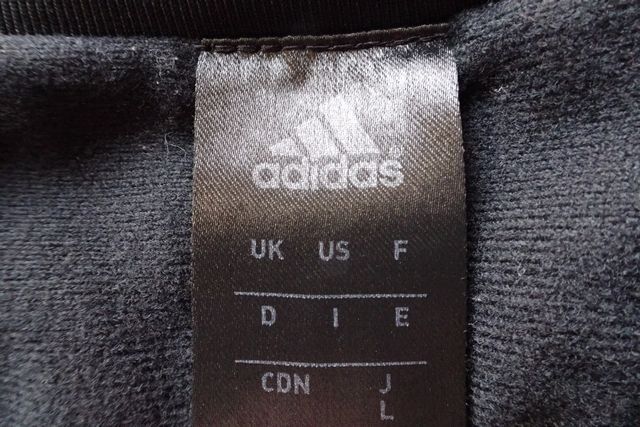 adidas
UK US F
D I E
CDN J
L